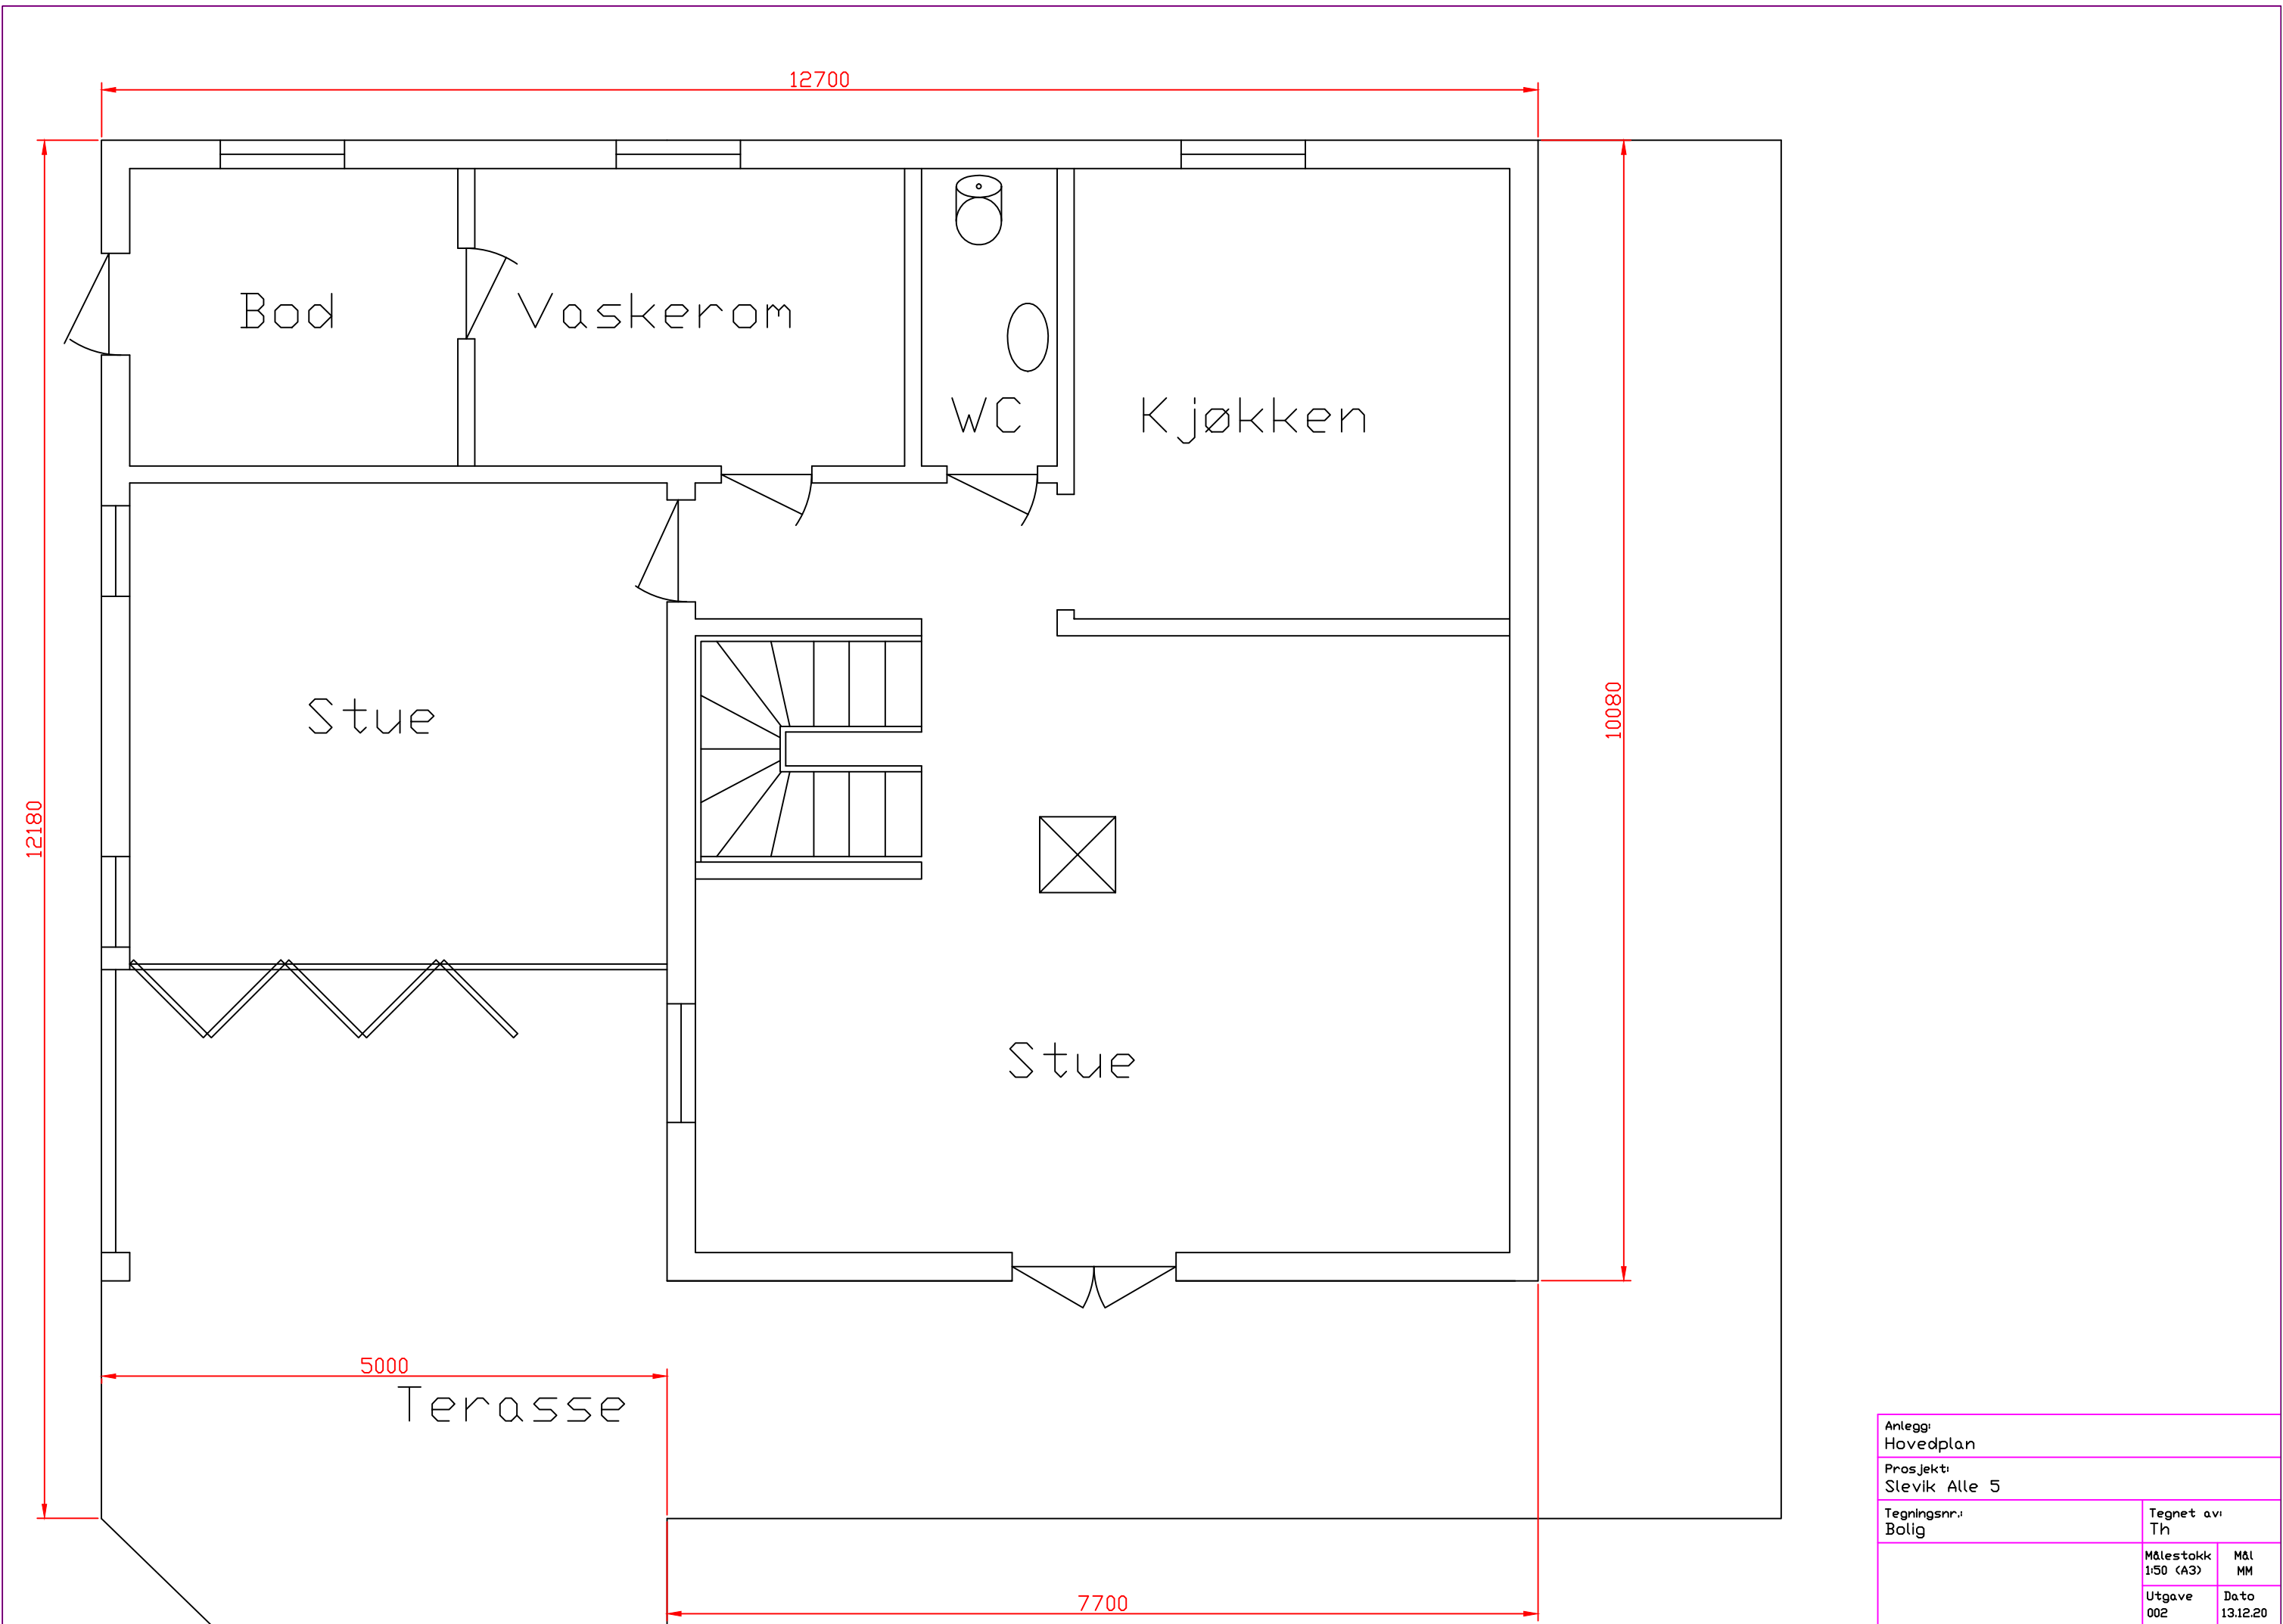 12700
Bod
Vaskerom
WC
Kjøkken
Stue
10080
12180
Stue
5000
Terasse
7700
Anlegg:
Hovedplan
Prosjekt:
Slevik Alle 5
Tegningsnr.:
Bolig
Tegnet av:
Th
Målestokk
1:50 (A3)
Mål
MM
Utgave
002
Dato
13.12.20